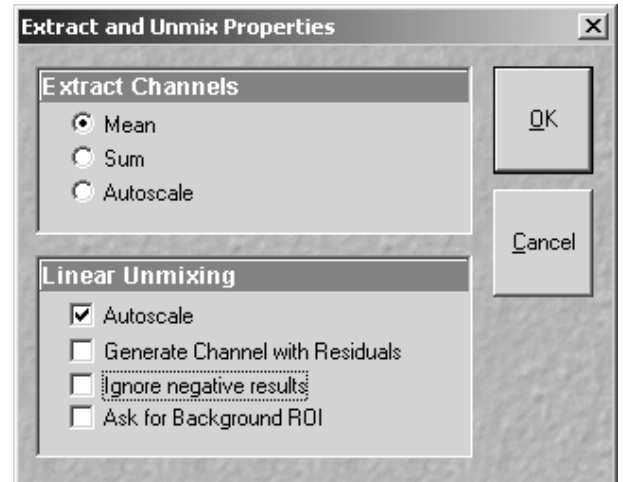 Extract and Unmix Properties
Extract Channels
Mean
Sum
Autoscale
OK
Cancel
Linear Unmixing
Autoscale
Generate Channel with Residuals
Ignore negative results
Ask for Background ROI